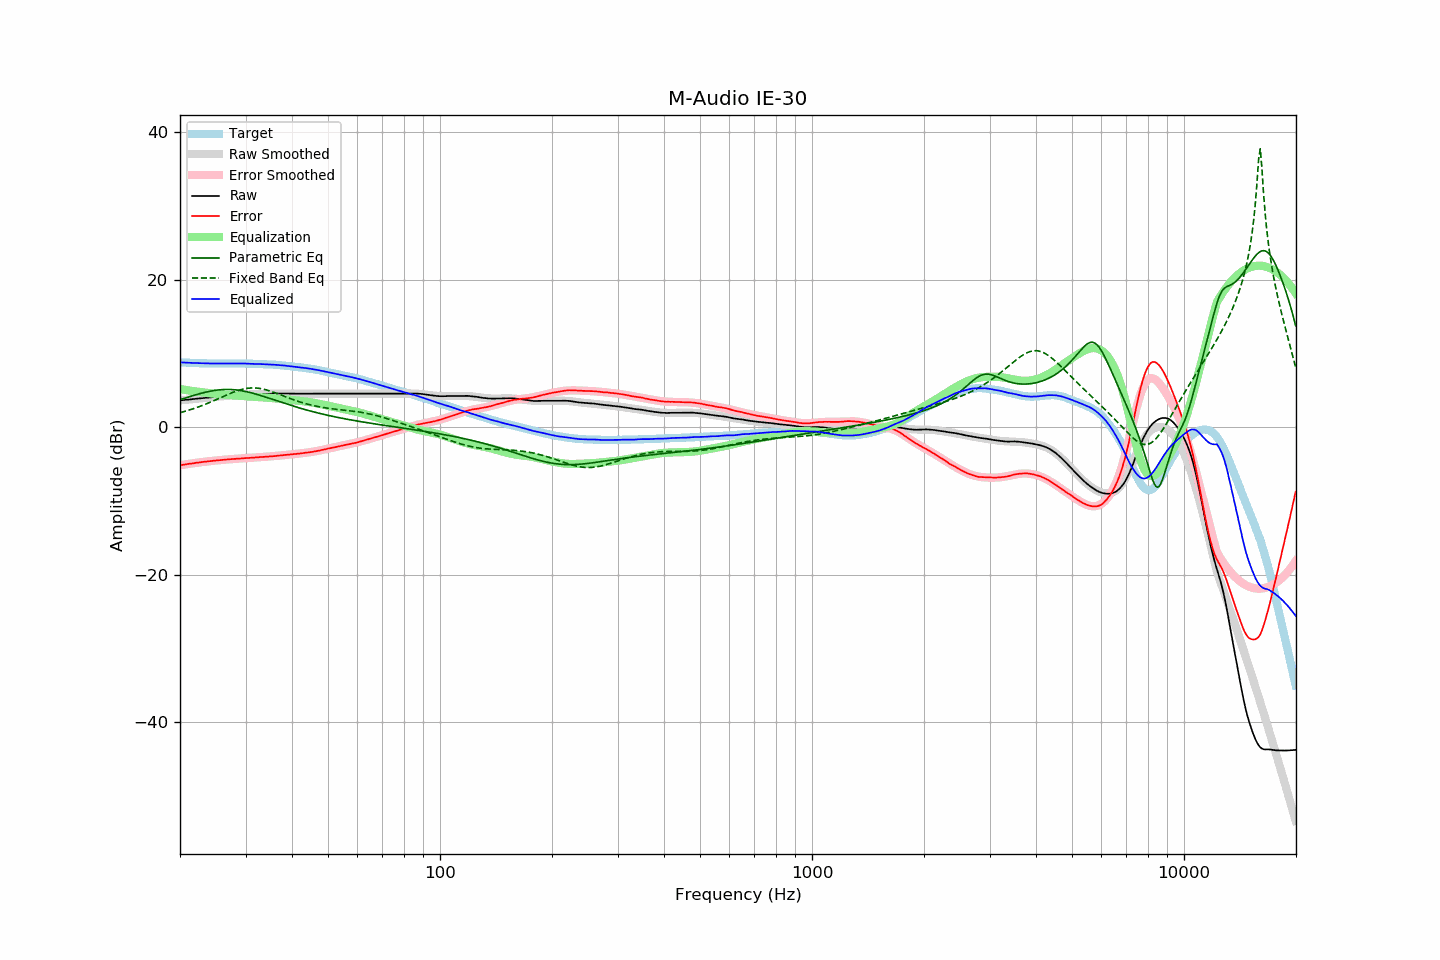 M-Audio IE-30
40
20
0
−20
−40
Amplitude (dBr)
Target
Raw Smoothed
Error Smoothed
Raw
Error
Equalization
Parametric Eq
Fixed Band Eq
Equalized
100
1000
10000
Frequency (Hz)